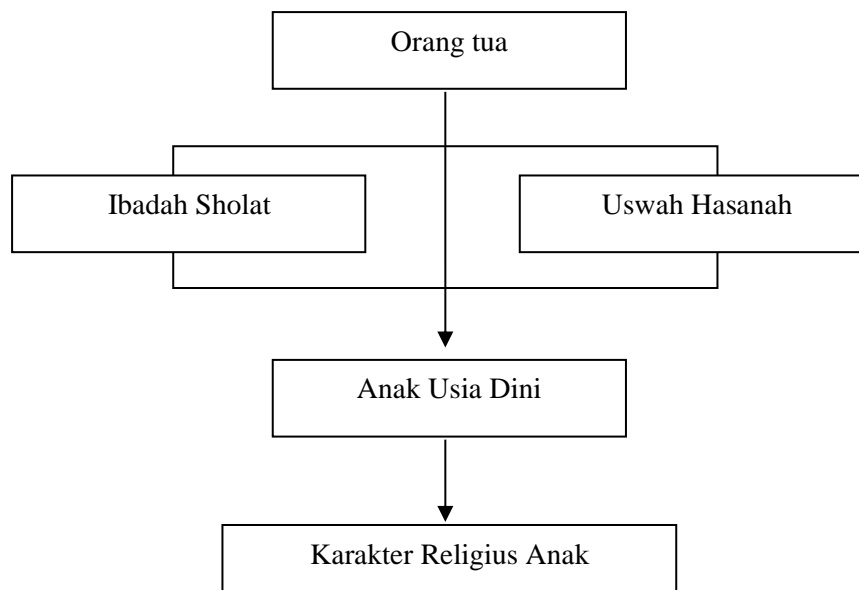 Orang tua
Ibadah Sholat
Uswah Hasanah
Anak Usia Dini
Karakter Religius Anak